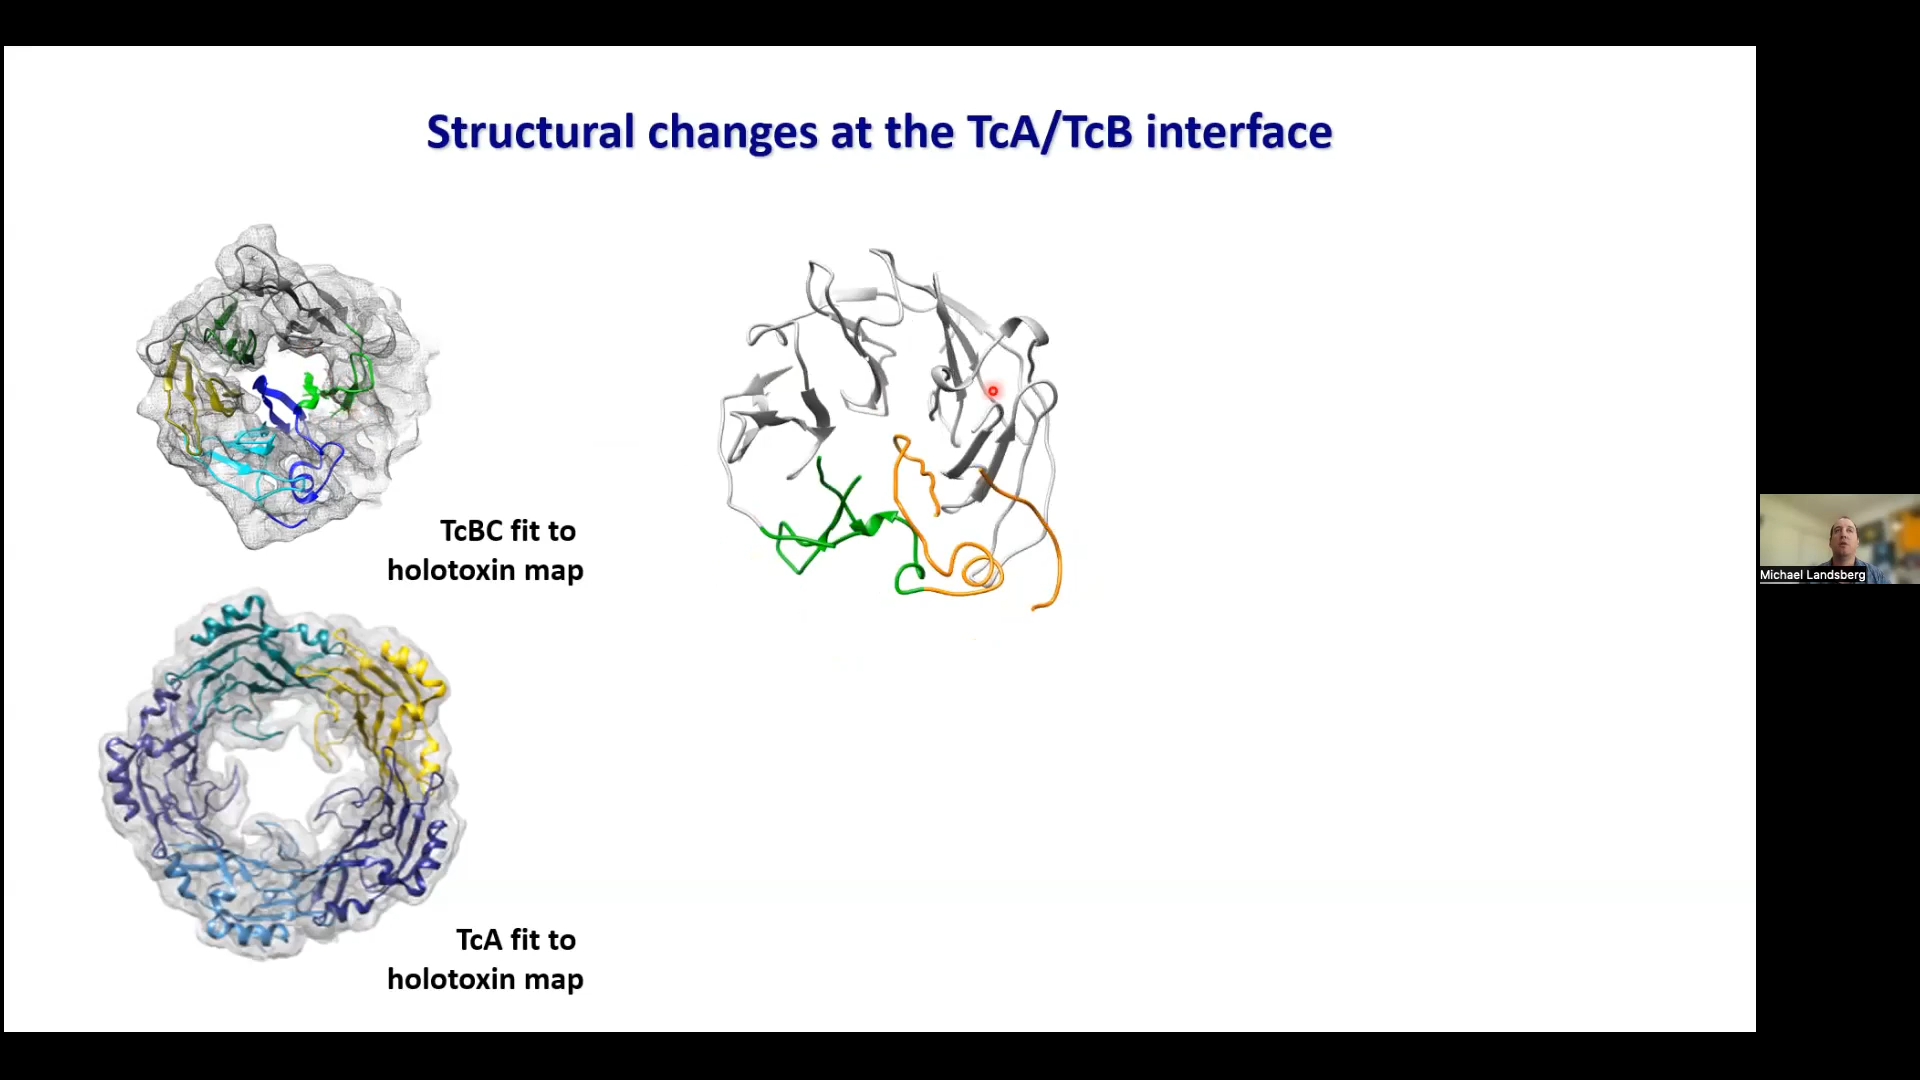 Structural changes at the TcA/TcB interface
TcBC fit to
holotoxin map
TcA fit to
holotoxin map
Michael Landsberg